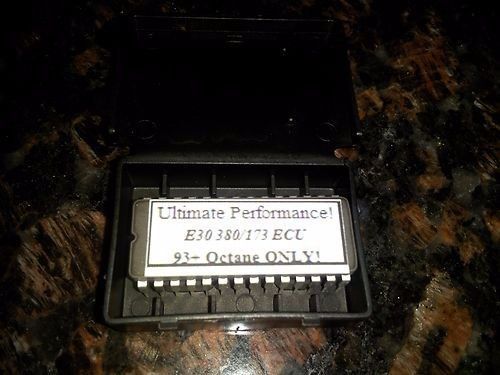 Ultimate Performance!
E30 380/173 ECU
93+ Octane ONLY!